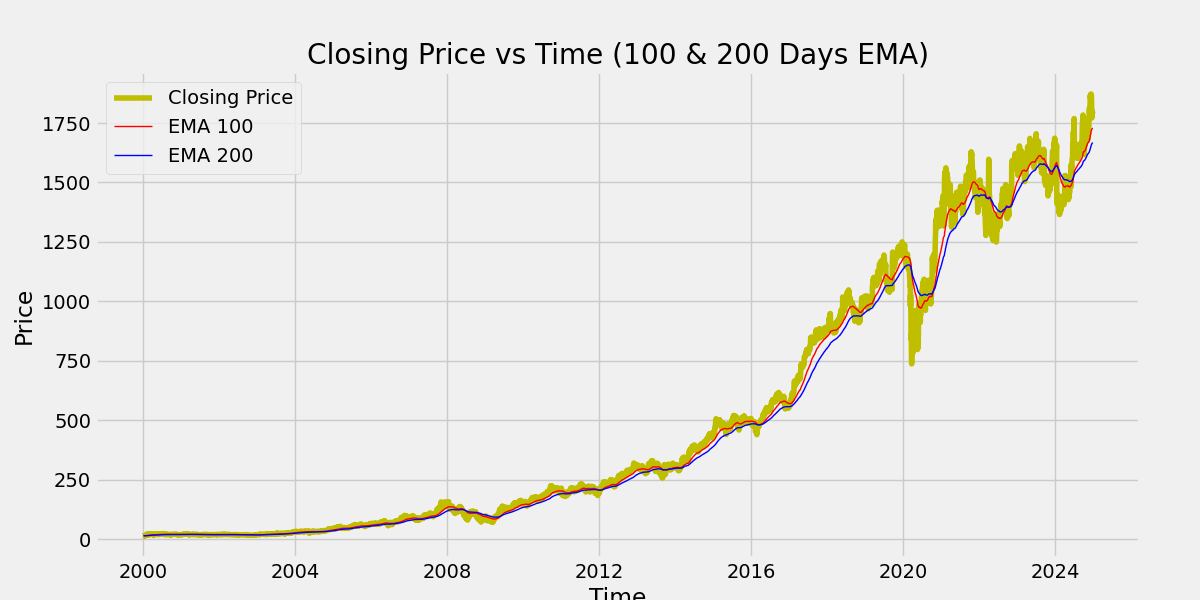 Closing Price vs Time (100 & 200 Days EMA)
Closing Price
EMA 100
EMA 200
Price
1750
1500
1250
1000
750
500
250
0
2000 2004 2008 2012 2016 2020 2024
Time